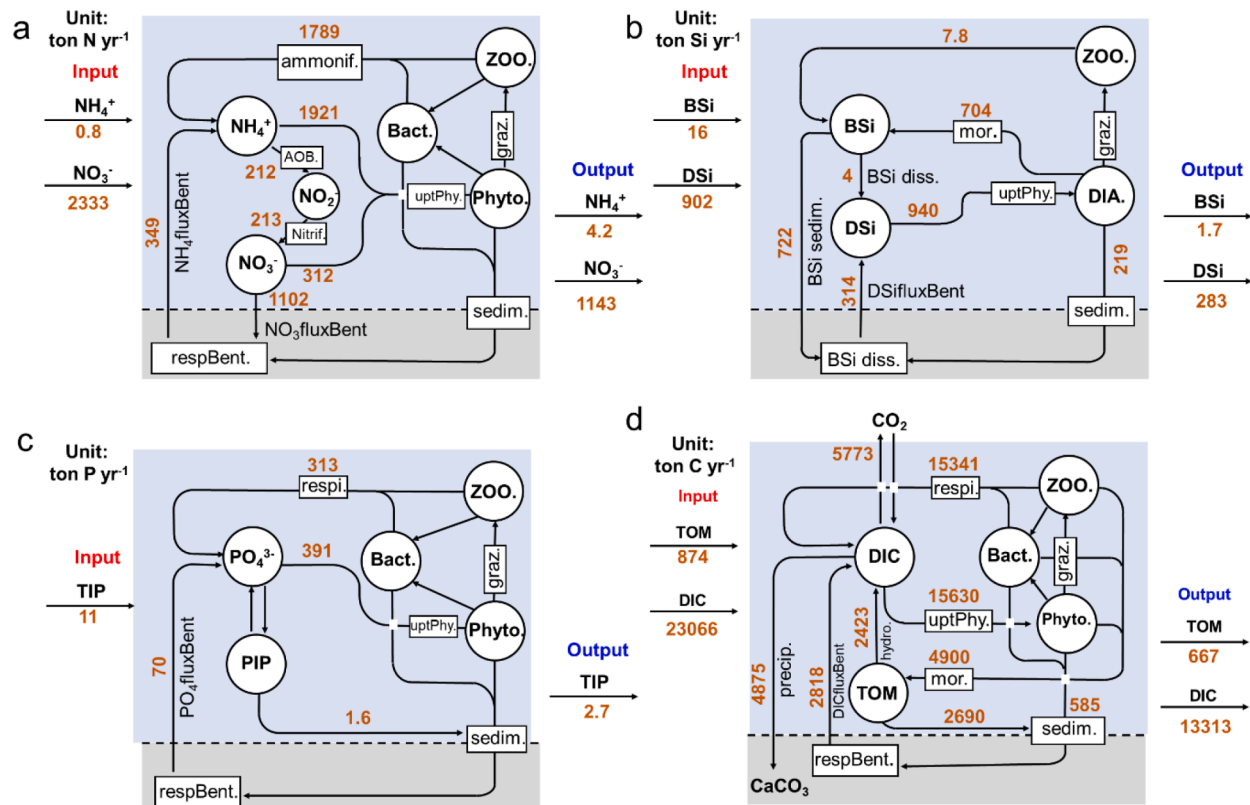 a
Unit:
ton N yr-1
Input
NH4+
0.8
NO3-
2333
1789
ammonif.
ZOO.
NH4+
1921
Bact.
graz.
AOB.
212
NO2-
213
Nitrif.
uptPhy.
Phyto.
NO3-
312
349
NH4fluxBent
1102
NO3fluxBent
sedim.
respBent.
Output
NH4+
4.2
NO3-
1143
b
Unit:
ton Si yr-1
Input
BSi
16
DSi
902
7.8
ZOO.
BSi
704
mor.
graz.
4
BSi diss.
uptPhy.
DIA.
DSi
940
722
BSi sedim.
314
DSifluxBent
219
sedim.
BSi diss.
Output
BSi
1.7
DSi
283
c
Unit:
ton P yr-1
Input
TIP
11
313
respi.
ZOO.
PO43-
391
Bact.
graz.
uptPhy.
Phyto.
PIP
70
PO4fluxBent
1.6
sedim.
respBent.
Output
TIP
2.7
d
Unit:
ton C yr-1
Input
TOM
874
DIC
23066
CO2
5773
15341
respi.
ZOO.
DIC
Bact.
graz.
15630
uptPhy.
Phyto.
2423
hydro.
4900
mor.
TOM
4875
precip.
2818
DICfluxBent
2690
585
sedim.
respBent.
CaCO3
Output
TOM
667
DIC
13313